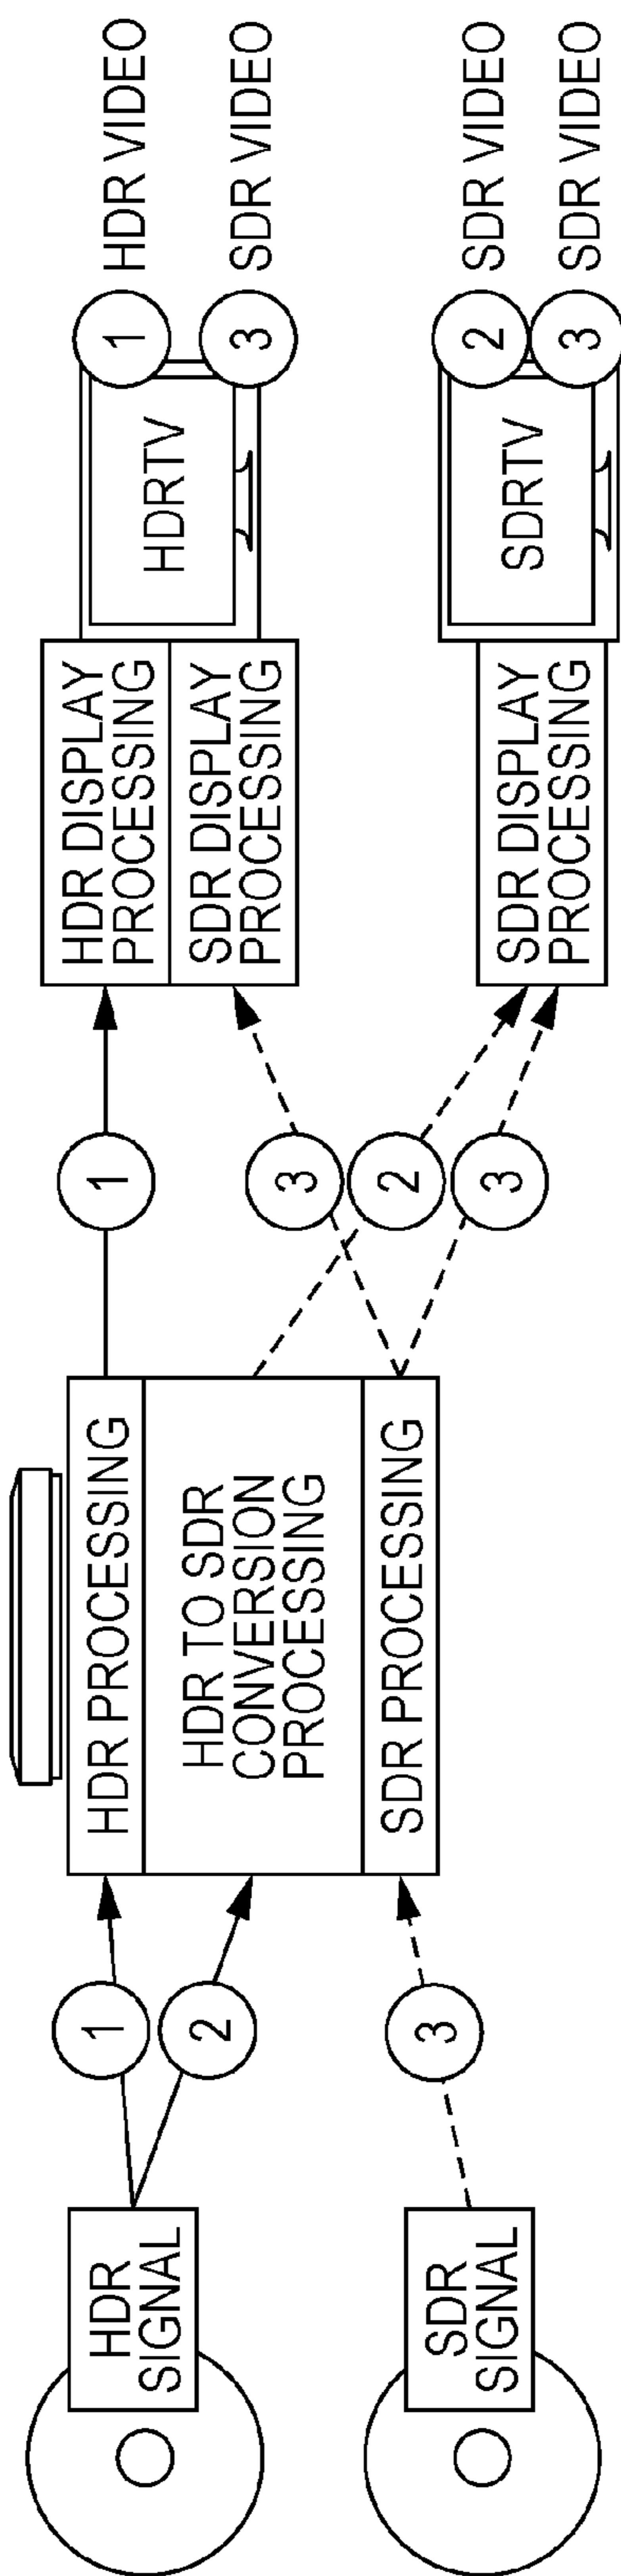 HDR
SIGNAL
1
2
SDR
SIGNAL
3
HDR PROCESSING
HDR TO SDR
CONVERSION
PROCESSING
SDR PROCESSING
1
3
2
3
HDR DISPLAY
PROCESSING
SDR DISPLAY
PROCESSING
HDRTV
1
HDR VIDEO
3
SDR VIDEO
SDR DISPLAY
PROCESSING
SDRTV
2
SDR VIDEO
3
SDR VIDEO